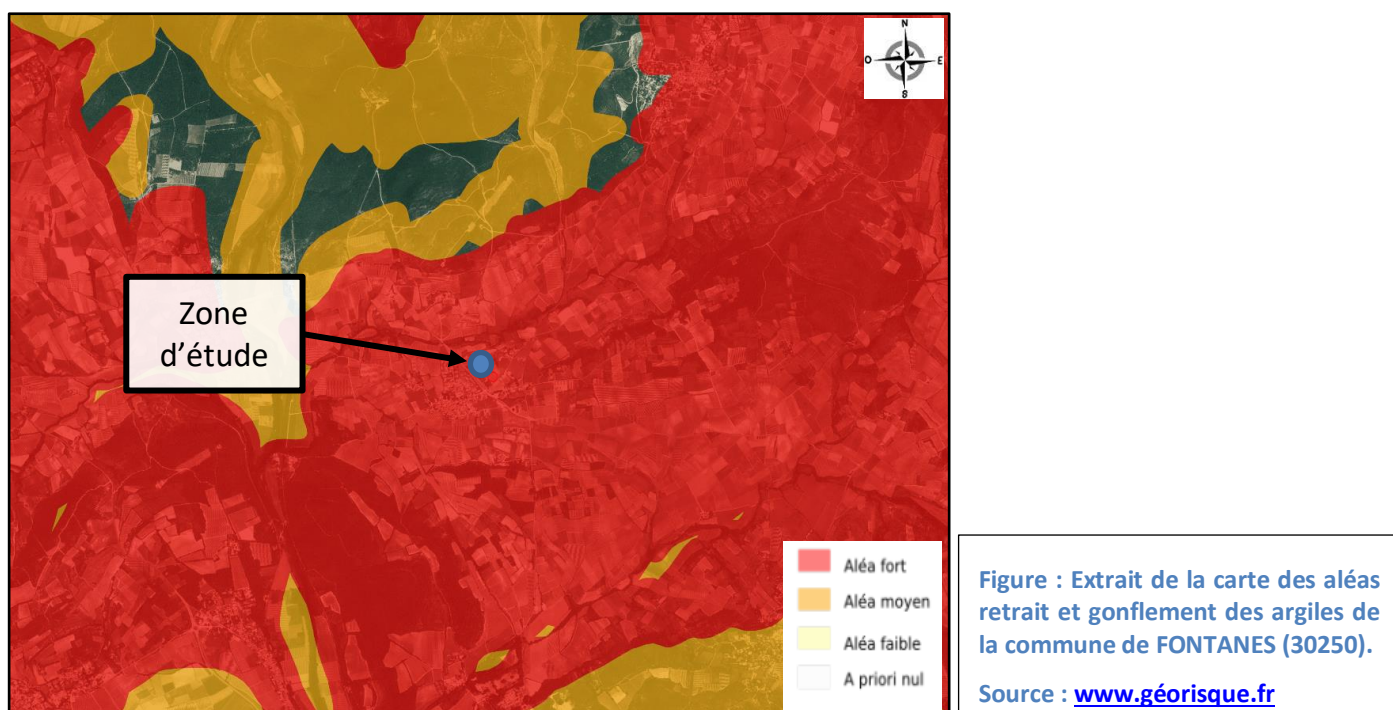 N
O
E
S
Zone
d'étude
Aléa fort
Aléa moyen
Aléa faible
A priori nul
Figure : Extrait de la carte des aléas
retrait et gonflement des argiles de
la commune de FONTANES (30250).
Source : www.géorisque.fr